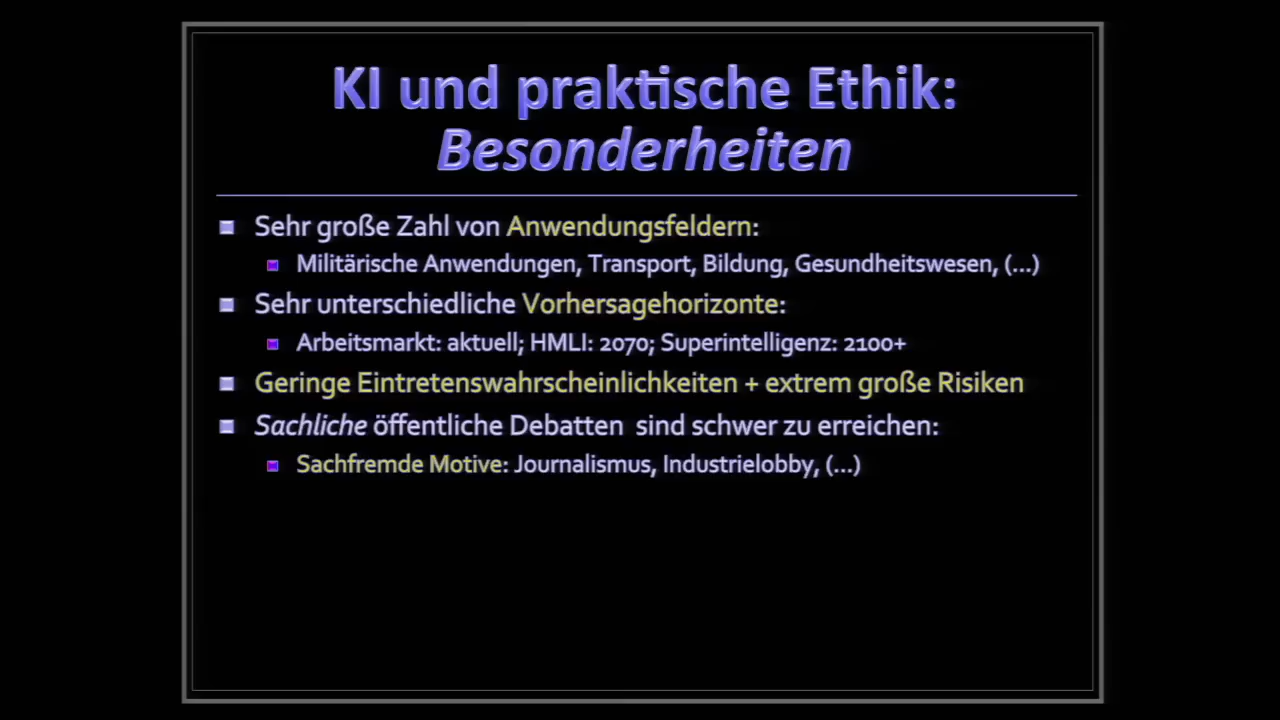 KI und praktische Ethik:
Besonderheiten
Sehr große Zahl von Anwendungsfeldern:
Militärische Anwendungen, Transport, Bildung, Gesundheitswesen, (...)
Sehr unterschiedliche Vorhersagehorizonte:
Arbeitsmarkt: aktuell; HMLI: 2070; Superintelligenz: 2100+
Geringe Eintretenswahrscheinlichkeiten + extrem große Risiken
Sachliche öffentliche Debatten sind schwer zu erreichen:
Sachfremde Motive: Journalismus, Industrielobby, (...)